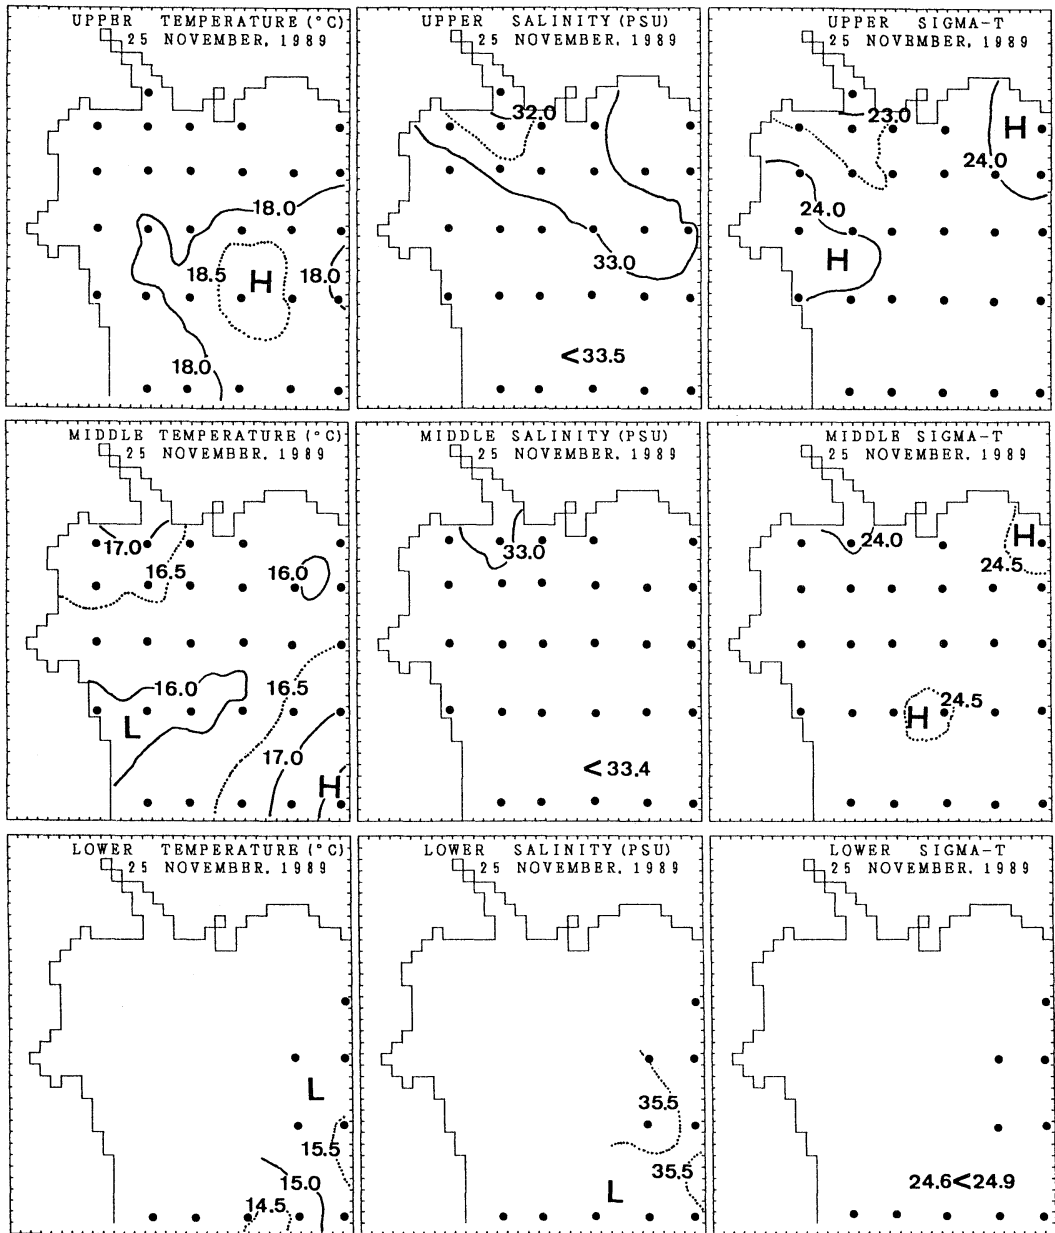 UPPER TEMPERATURE (°C)
25 NOVEMBER, 1989
18.0
18.5
H
18.0
18.0
UPPER SALINITY (PSU)
25 NOVEMBER, 1989
32.0
33.0
<33.5
UPPER SIGMA-T
25 NOVBMBER, 1989
23.0
H
24.0
24.0
H
MIDDLE TEMPERATURE (°C)
25 NOVEMBER, 1989
17.0
16.5
16.0
16.0
16.5
L
17.0
H
MIDDLE SALINITY (PSU)
25 NOVEMBER, 1989
33.0
<33.4
MIDDLE SIGMA-T
25 NOVEMBER, 1989
24.0
H
24.5
24.5
H
LOWER TEMPERATURE (°C)
25 NOVEMBER, 1989
L
15.5
15.0
14.5
LOWER SALINITY (PSU)
25 NOVEMBER, 1989
35.5
35.5
L
LOWER SIGMA-T
25 NOVEMBER, 1989
24.6<24.9